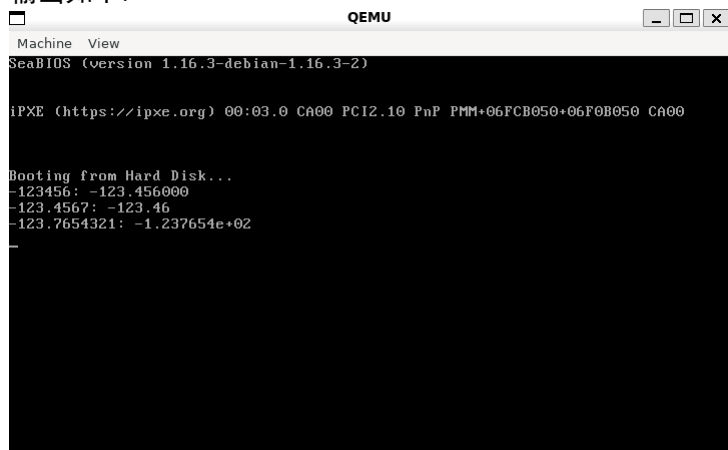 输出如下:
QEMU
Machine View
SeaBIOS (version 1.16.3-debian-1.16.3-2)
iPXE (https://ipxe.org) 00:03.0 CA00 PCI2.10 PnP PMM+06FCB050+06F0B050 CA00
Booting from Hard Disk...
-123456: -123.456000
-123.4567: -123.46
-123.7654321: -1.237654e+02